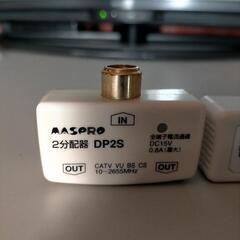 IN
MASPRO
2分配器 DP2S
全端子電流通過
DC15V
0.8A(最大)
OUT
CATV VU BS CS
10-2655MHz
OUT